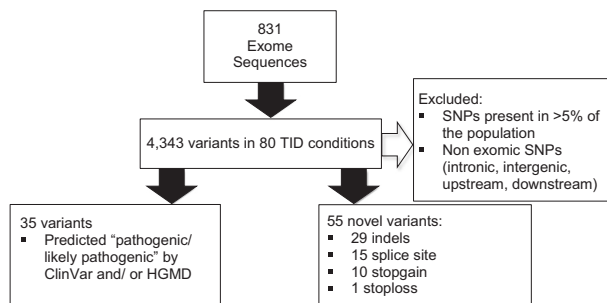 831
Exome
Sequences
4,343 variants in 80 TID conditions
Excluded:
▪ SNPs present in >5% of
the population
▪ Non exomic SNPs
(intronic, intergenic,
upstream, downstream)
35 variants
▪ Predicted “pathogenic/
likely pathogenic” by
ClinVar and/ or HGMD
55 novel variants:
▪ 29 indels
▪ 15 splice site
▪ 10 stopgain
▪ 1 stoploss